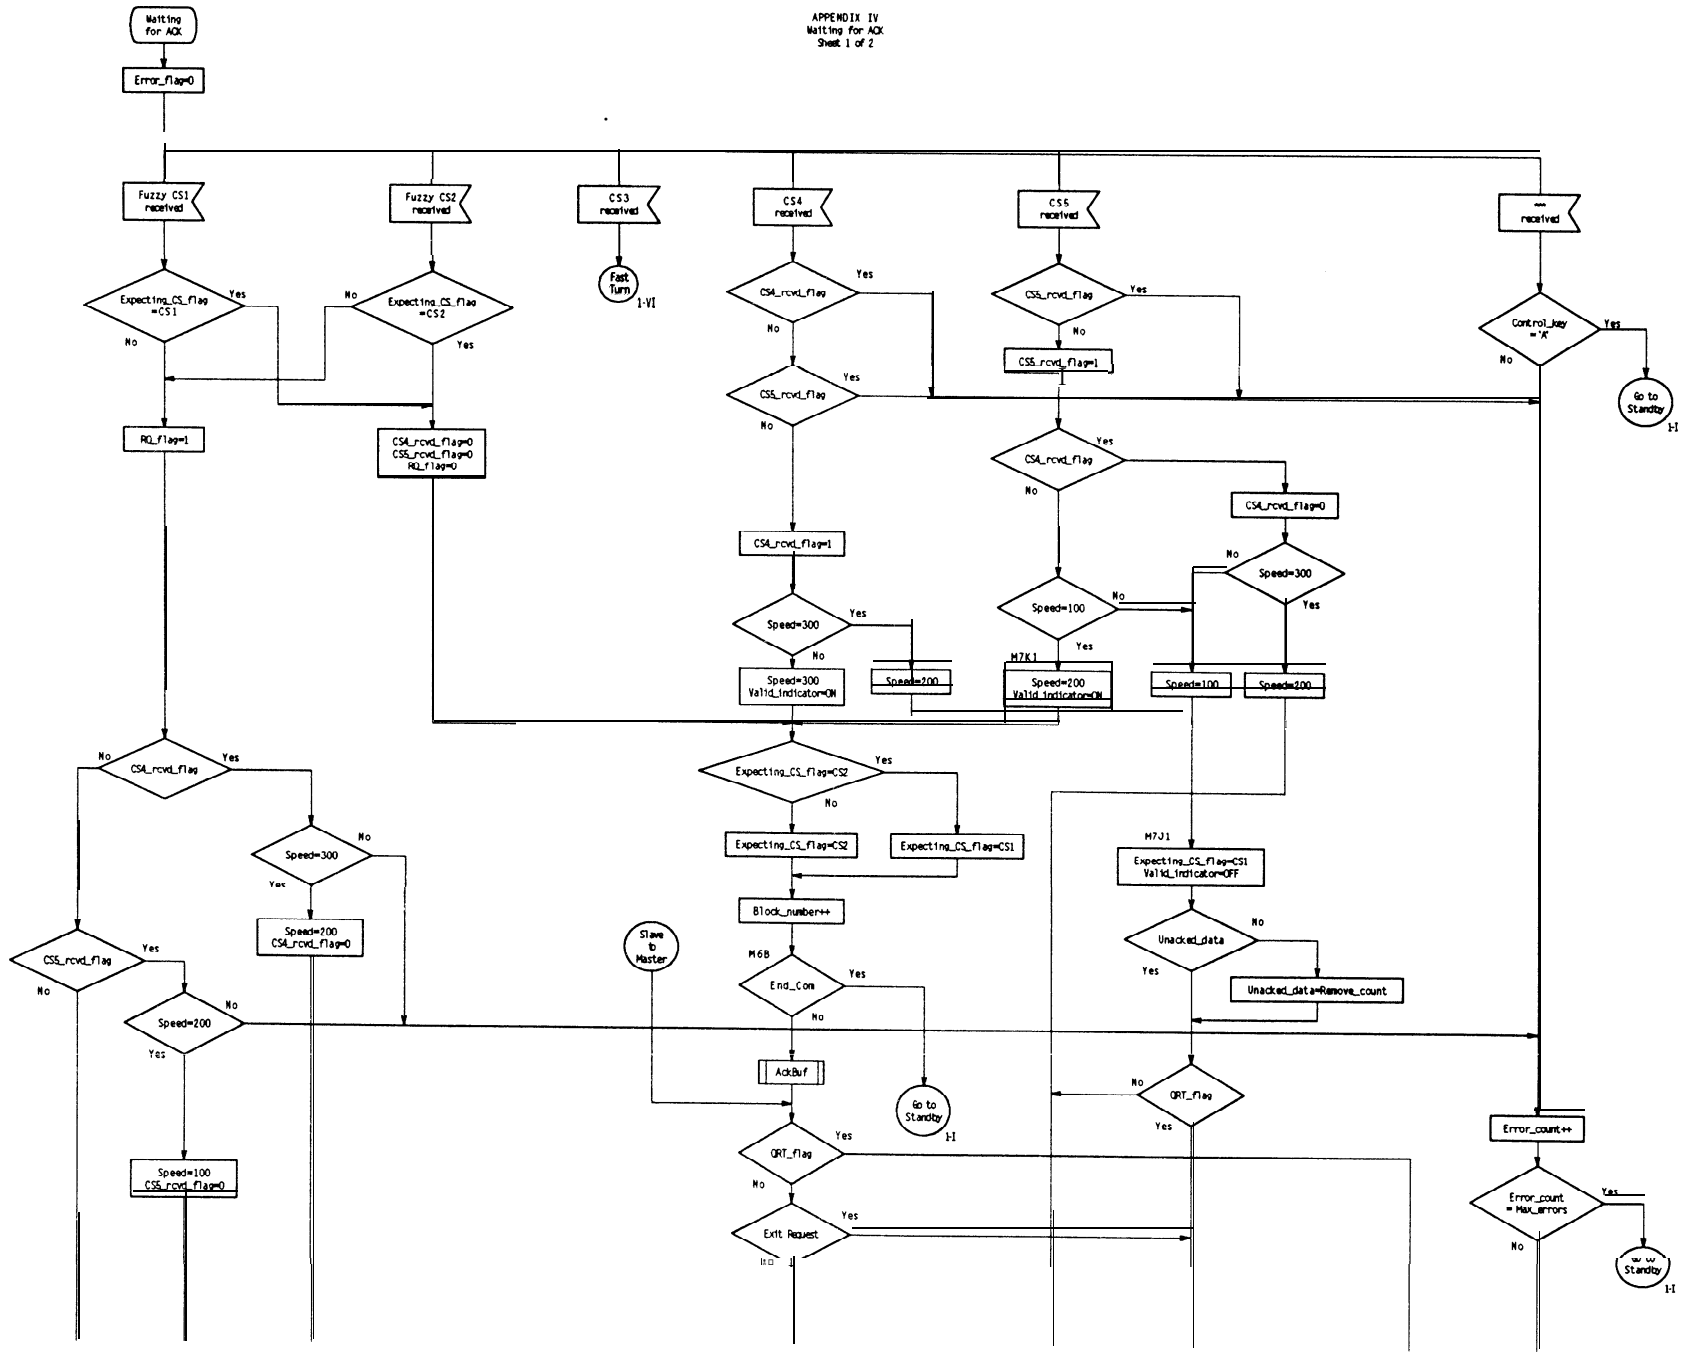 APPENDIX IV
Waiting for ACK
Sheet 1 of 2
Waiting
for ACK
Error_flag=0
Fuzzy CS1
received
Fuzzy CS2
received
CS3
received
CS4
received
CS5
received
received
Expecting_CS_flag
=CS1
Yes
No
Expecting_CS_flag
=CS2
No
Yes
Fast
Turn
1-VI
CS4_rcvd_flag
Yes
No
CS5_rcvd_flag
Yes
No
CS5_rcvd_flag=1
Control_key
= 'A'
Yes
No
Go to
Standby
1-I
CS5_rcvd_flag
Yes
No
RQ_flag=1
CS4_rcvd_flag=0
CS5_rcvd_flag=0
RQ_flag=0
CS4_rcvd_flag
Yes
No
CS4_rcvd_flag=0
CS4_rcvd_flag=1
Speed=300
No
Yes
Speed=300
Yes
No
Speed=100
No
Yes
M7K1
Speed=300
Valid_indicator=ON
Speed=200
Speed=200
Valid_indicator=ON
Speed=100
Speed=200
CS4_rcvd_flag
No
Yes
Expecting_CS_flag=CS2
Yes
No
Speed=300
No
Yes
Expecting_CS_flag=CS2
Expecting_CS_flag=CS1
M7J1
Expecting_CS_flag=CS1
Valid_indicator=OFF
Speed=200
CS4_rcvd_flag=0
Block_number++
Slave
to
Master
CS5_rcvd_flag
Yes
No
M6B
End_Com
Yes
No
Unacked_data
No
Yes
Unacked_data=Remove_count
Speed=200
No
Yes
AckBuf
Go to
Standby
1-I
QRT_flag
No
Yes
Error_count++
QRT_flag
Yes
No
Speed=100
CS5_rcvd_flag=0
Error_count
= Max_errors
Yes
No
Exit Request
Yes
Standby
1-I